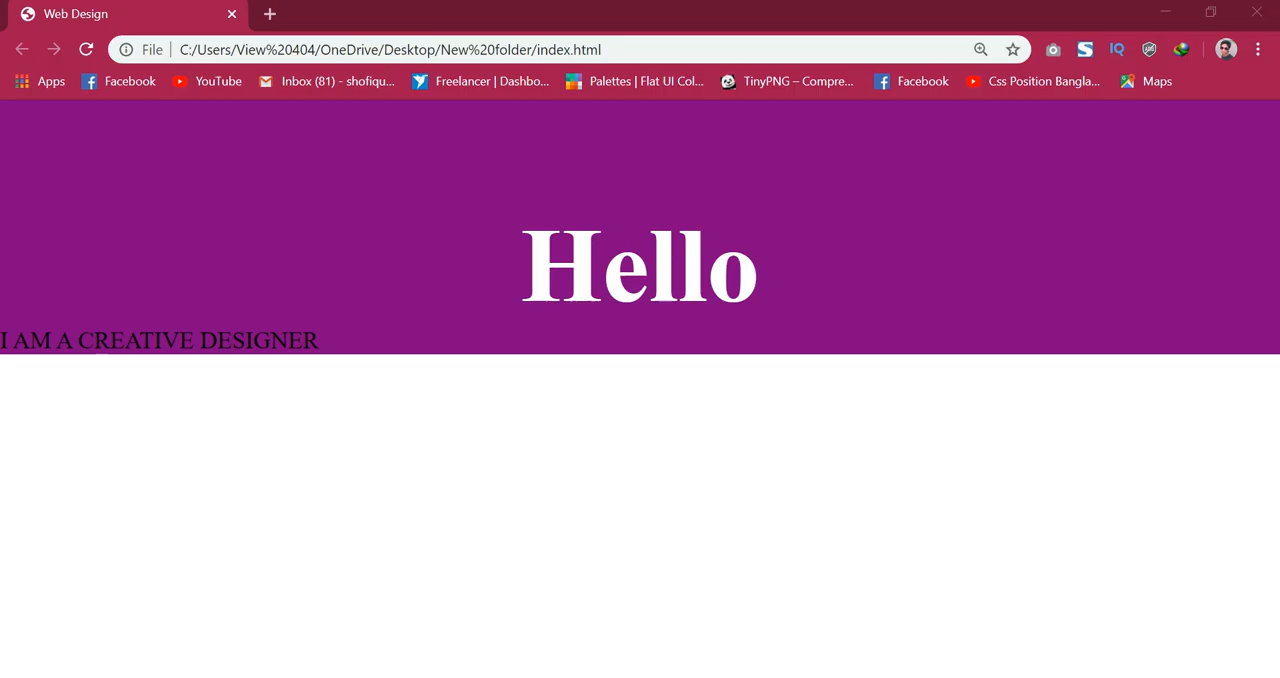 Web Design
File C:/Users/View%20404/OneDrive/Desktop/New%20folder/index.html IQ
Apps Facebook YouTube Inbox (81) - shofiqu... Freelancer | Dashbo... Palettes | Flat UI Col... TinyPNG – Compre... Facebook Css Position Bangla... Maps
Hello
I AM A CREATIVE DESIGNER